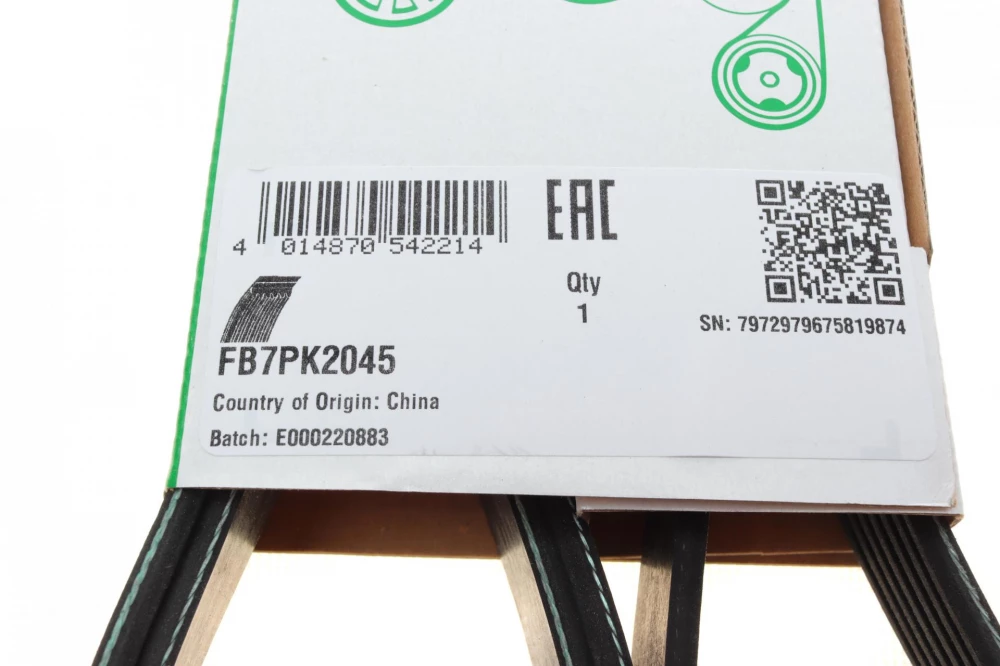 4 014870 542214
EAC
Qty
1
SN: 7972979675819874
FB7PK2045
Country of Origin: China
Batch: E000220883